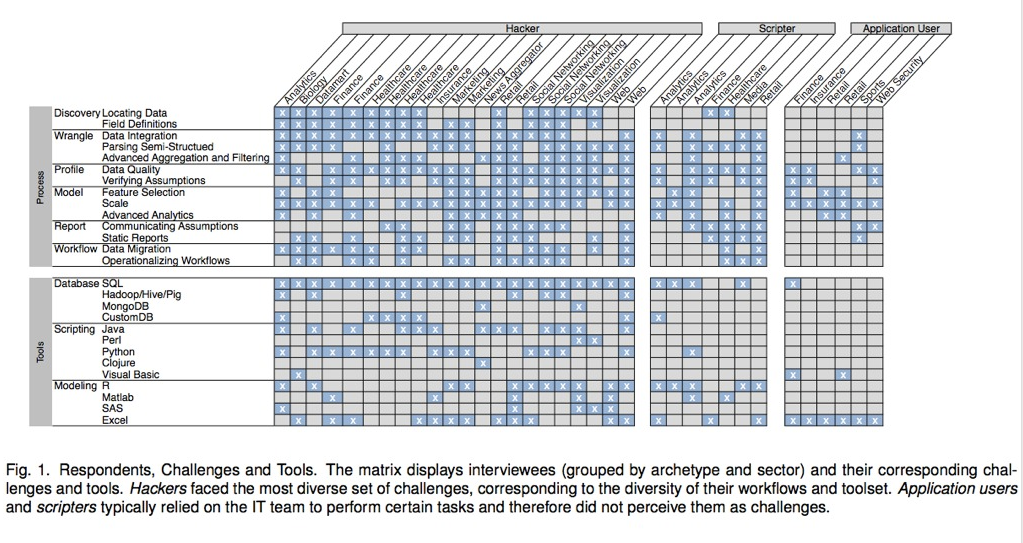 Hacker
Scripter
Application User
Analytics
Biology
Datamart
Finance
Finance
Healthcare
Healthcare
Healthcare
Healthcare
Insurance
Marketing
Marketing
News Aggregator
Retail
Retail
Social Networking
Social Networking
Social Networking
Visualization
Visualization
Web
Web
Analytics
Analytics
Analytics
Finance
Healthcare
Media
Retail
Finance
Insurance
Retail
Retail
Sports
Web Security
Process
Discovery Locating Data
Field Definitions
Wrangle Data Integration
Parsing Semi-Structued
Advanced Aggregation and Filtering
Profile Data Quality
Verifying Assumptions
Model Feature Selection
Scale
Advanced Analytics
Report Communicating Assumptions
Static Reports
Workflow Data Migration
Operationalizing Workflows
Tools
Database SQL
Hadoop/Hive/Pig
MongoDB
CustomDB
Scripting Java
Perl
Python
Clojure
Visual Basic
Modeling R
Matlab
SAS
Excel
Fig. 1. Respondents, Challenges and Tools. The matrix displays interviewees (grouped by archetype and sector) and their corresponding chal-
lenges and tools. Hackers faced the most diverse set of challenges, corresponding to the diversity of their workflows and toolset. Application users
and scripters typically relied on the IT team to perform certain tasks and therefore did not perceive them as challenges.